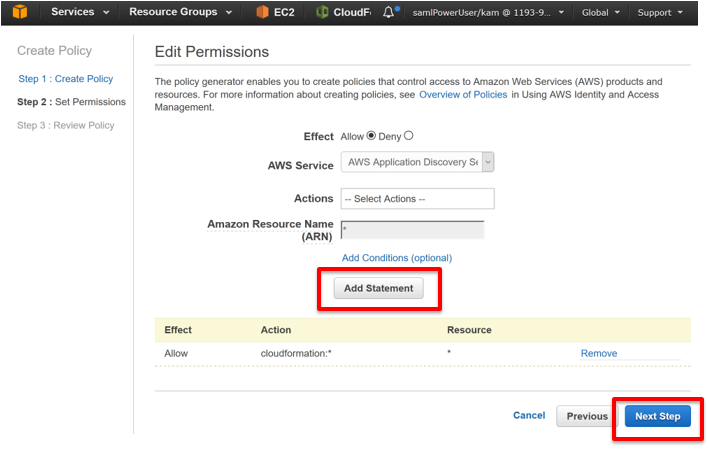 Services Resource Groups EC2 CloudF samlPowerUser/kam @ 1193-9... Global Support
Create Policy
Edit Permissions
Step 1 : Create Policy
Step 2 : Set Permissions
Step 3 : Review Policy
The policy generator enables you to create policies that control access to Amazon Web Services (AWS) products and
resources. For more information about creating policies, see Overview of Policies in Using AWS Identity and Access
Management.
Effect Allow Deny
AWS Service AWS Application Discovery Se
Actions -- Select Actions --
Amazon Resource Name
(ARN) *
Add Conditions (optional)
Add Statement
Effect Action Resource
Allow cloudformation:* * Remove
Cancel Previous Next Step